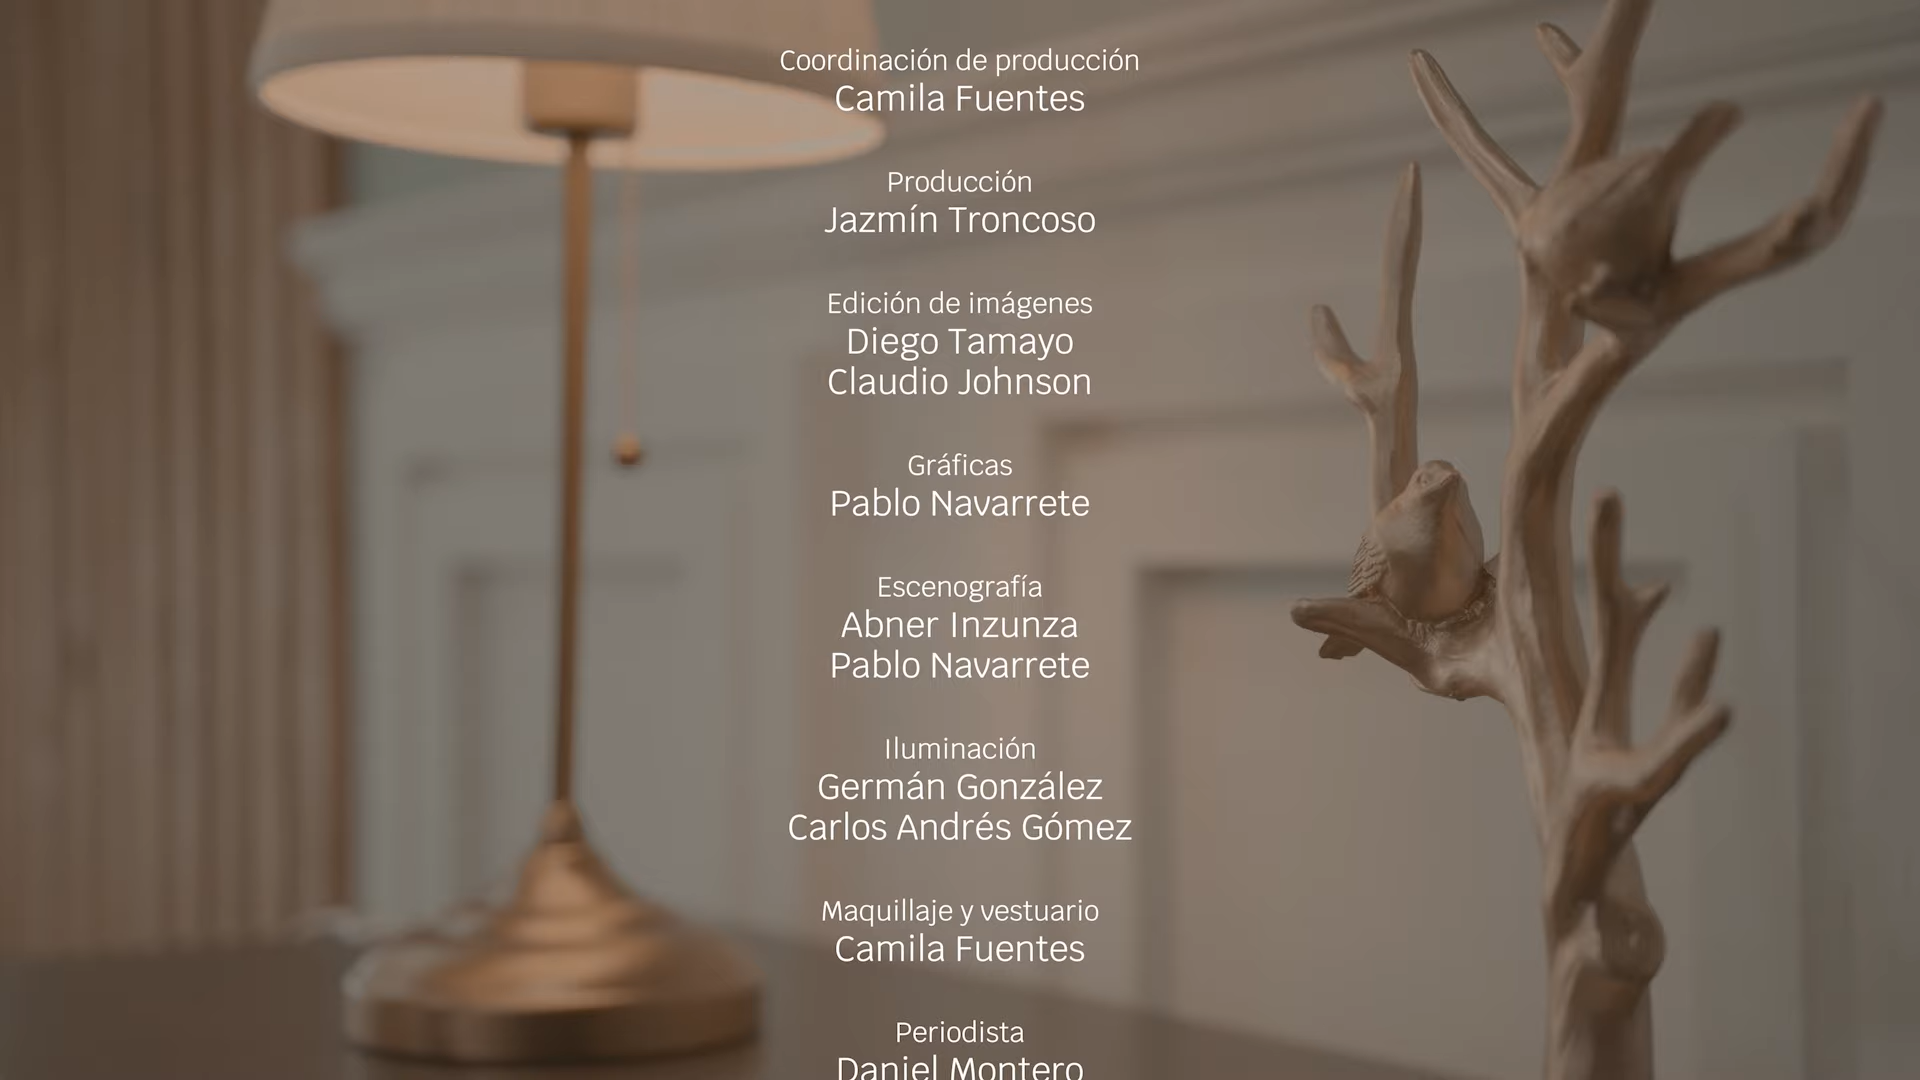 Coordinación de producción
Camila Fuentes
Producción
Jazmín Troncoso
Edición de imágenes
Diego Tamayo
Claudio Johnson
Gráficas
Pablo Navarrete
Escenografía
Abner Inzunza
Pablo Navarrete
Iluminación
Germán González
Carlos Andrés Gómez
Maquillaje y vestuario
Camila Fuentes
Periodista
Daniel Montero